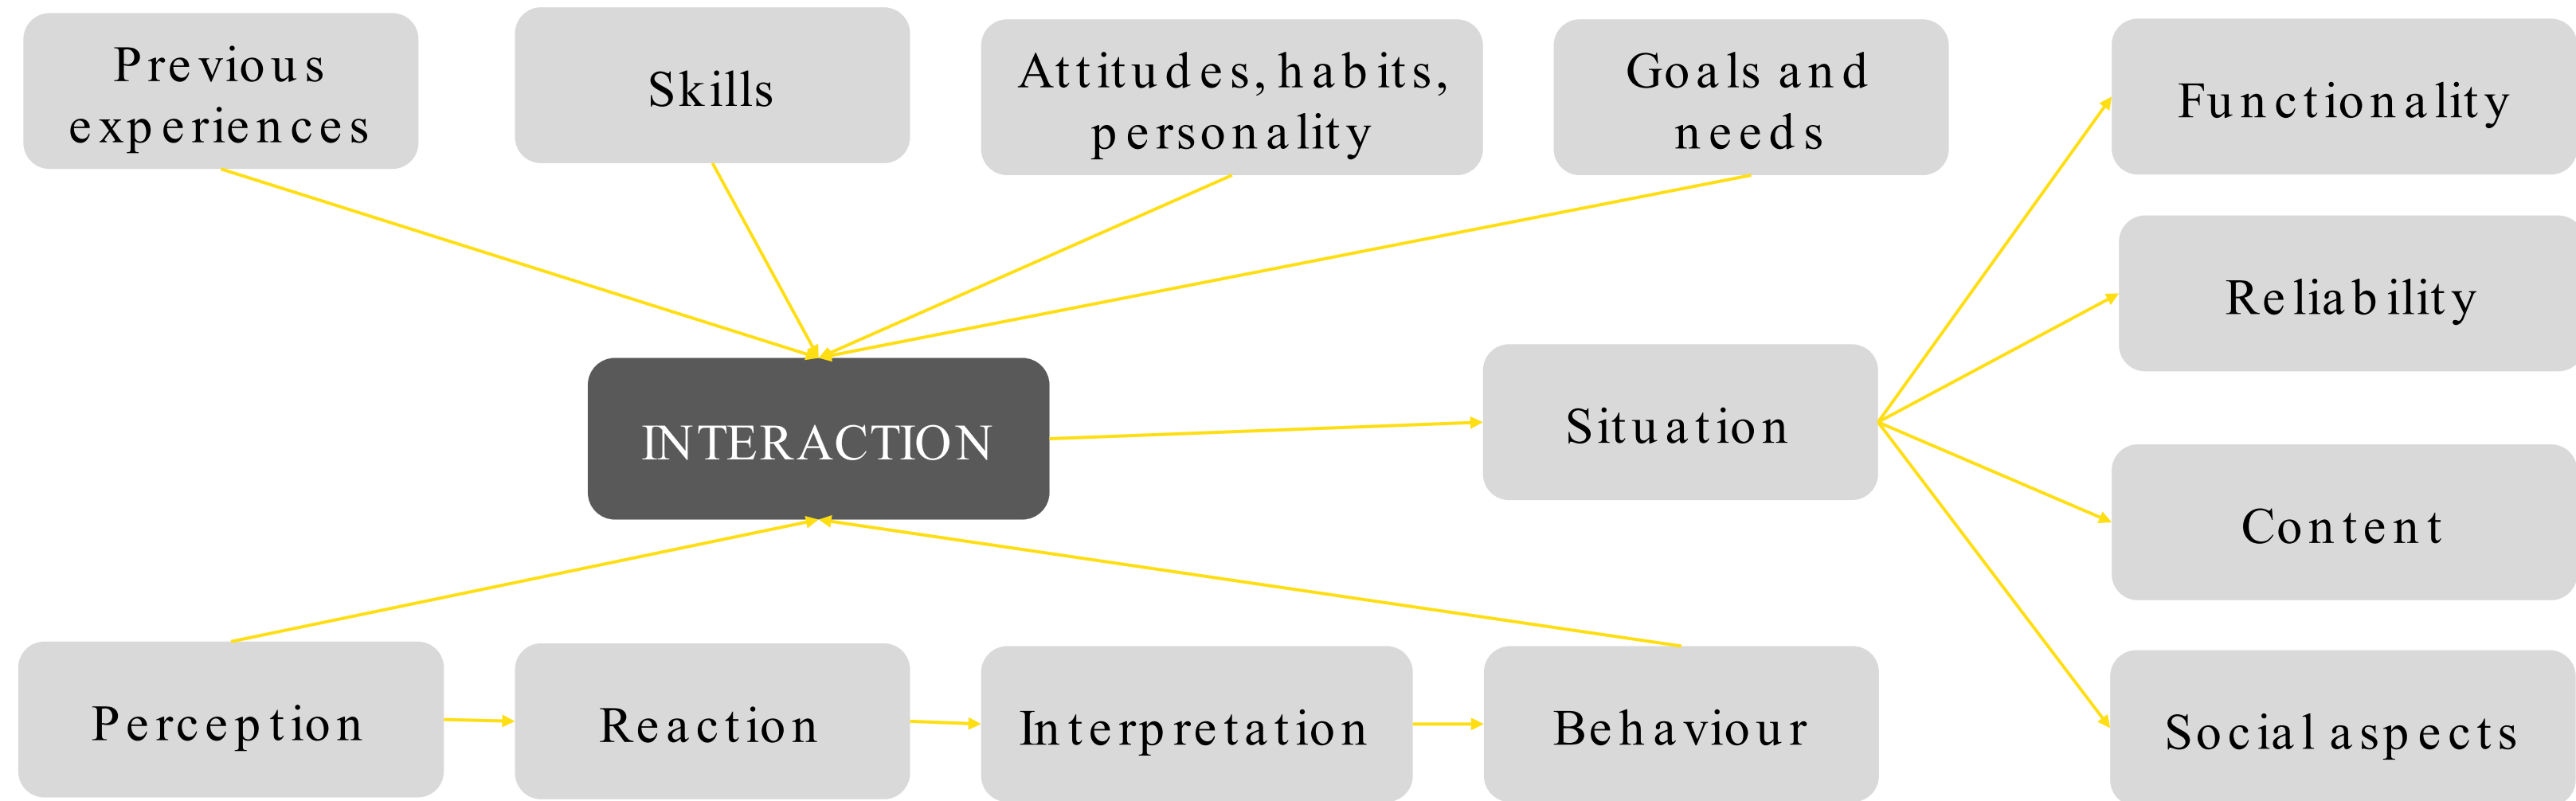 Previous
experiences
Skills
Attitudes, habits,
personality
Goals and
needs
Functionality
Reliability
INTERACTION
Situation
Content
Perception
Reaction
Interpretation
Behaviour
Social aspects